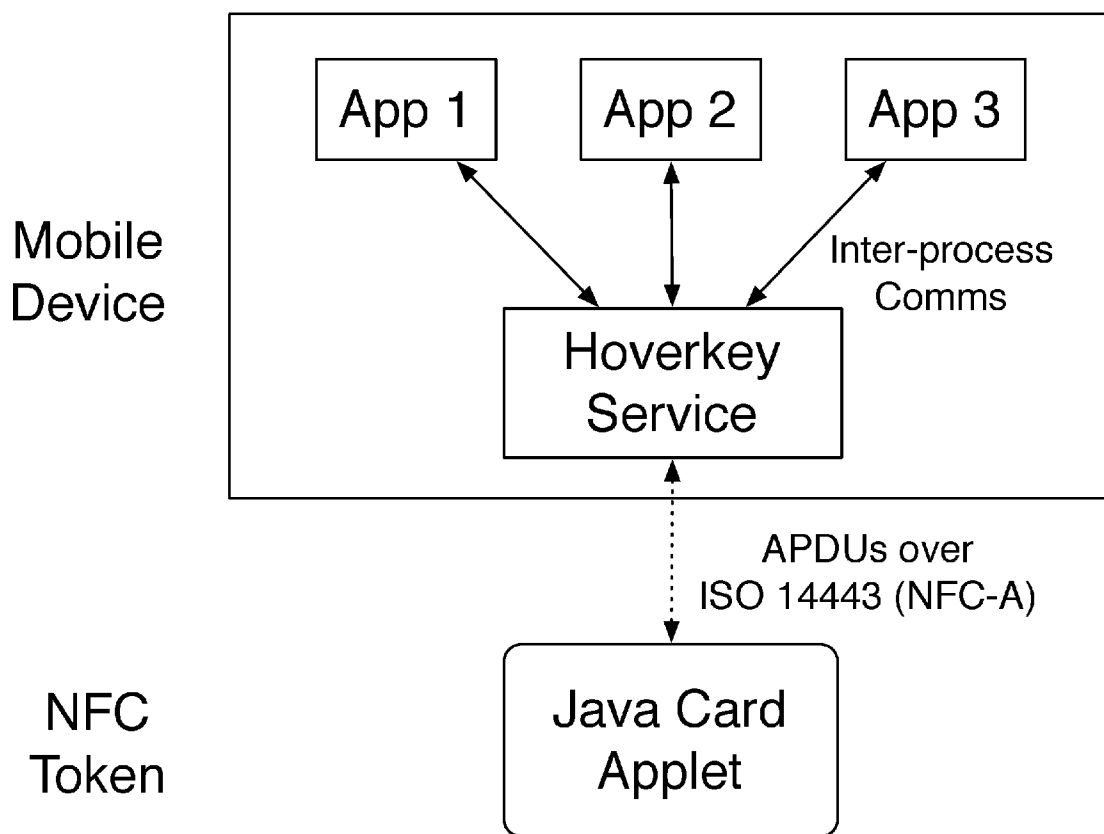 App 1
App 2
App 3
Mobile
Device
Inter-process
Comms
Hoverkey
Service
APDUs over
ISO 14443 (NFC-A)
NFC
Token
Java Card
Applet